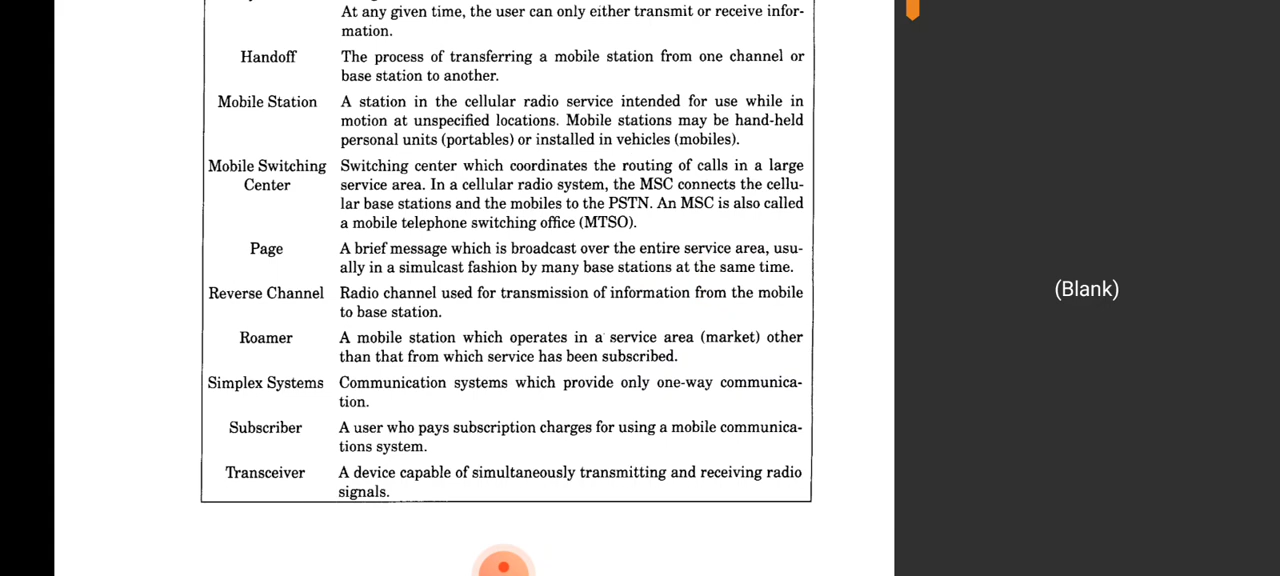 At any given time, the user can only either transmit or receive infor-
mation.
Handoff The process of transferring a mobile station from one channel or
base station to another.
Mobile Station A station in the cellular radio service intended for use while in
motion at unspecified locations. Mobile stations may be hand-held
personal units (portables) or installed in vehicles (mobiles).
Mobile Switching Switching center which coordinates the routing of calls in a large
Center service area. In a cellular radio system, the MSC connects the cellu-
lar base stations and the mobiles to the PSTN. An MSC is also called
a mobile telephone switching office (MTSO).
Page A brief message which is broadcast over the entire service area, usu-
ally in a simulcast fashion by many base stations at the same time.
Reverse Channel Radio channel used for transmission of information from the mobile
to base station.
Roamer A mobile station which operates in a service area (market) other
than that from which service has been subscribed.
Simplex Systems Communication systems which provide only one-way communica-
tion.
Subscriber A user who pays subscription charges for using a mobile communica-
tions system.
Transceiver A device capable of simultaneously transmitting and receiving radio
signals.
(Blank)